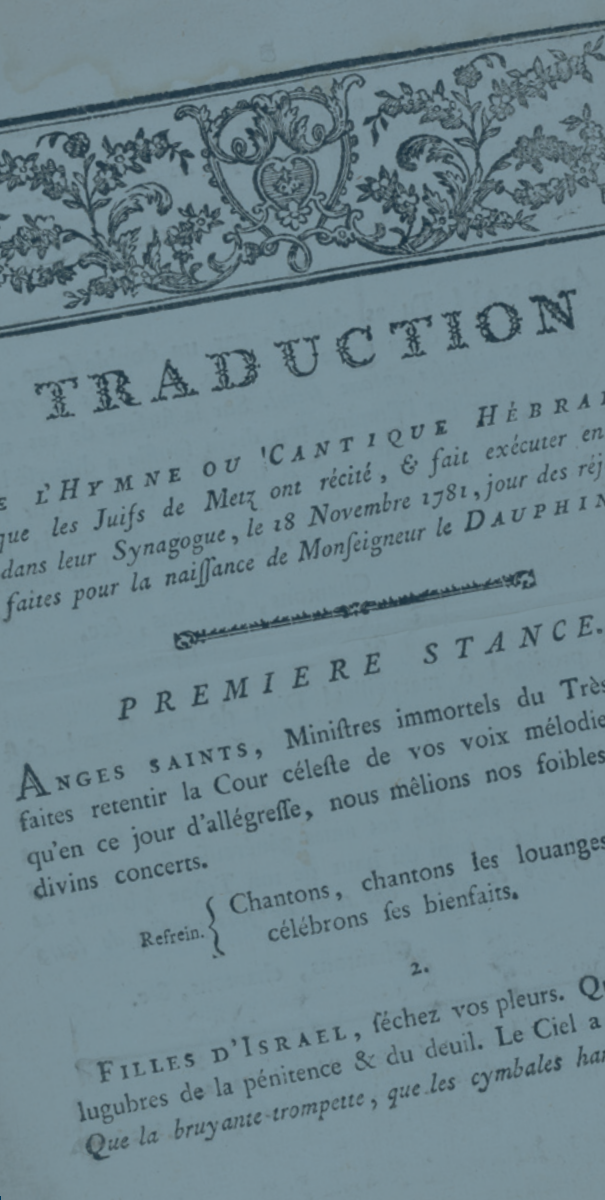 TRADUCTION
E L'HYMNE OU CANTIQUE HÉBRAI
que les Juifs de Metz ont récité, & fait exécuter en
dans leur Synagogue, le 18 Novembre 1781, jour des réj
faites pour la naiſſance de Monſeigneur le DAUPHIN
PREMIERE STANCE.
ANGES SAINTS, Miniſtres immortels du Très
faites retentir la Cour céleſte de vos voix mélodie
qu'en ce jour d'allégreſſe, nous mêlions nos foibles
divins concerts.
Refrein. { Chantons, chantons les louanges
célébrons ſes bienfaits.
2.
FILLES D'ISRAEL, ſéchez vos pleurs. Qu
lugubres de la pénitence & du deuil. Le Ciel a
Que la bruyante trompette, que les cymbales har